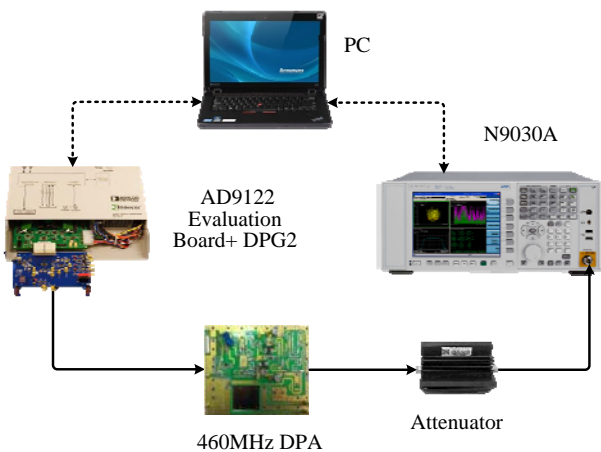 PC
N9030A
AD9122
Evaluation
Board+ DPG2
Attenuator
460MHz DPA